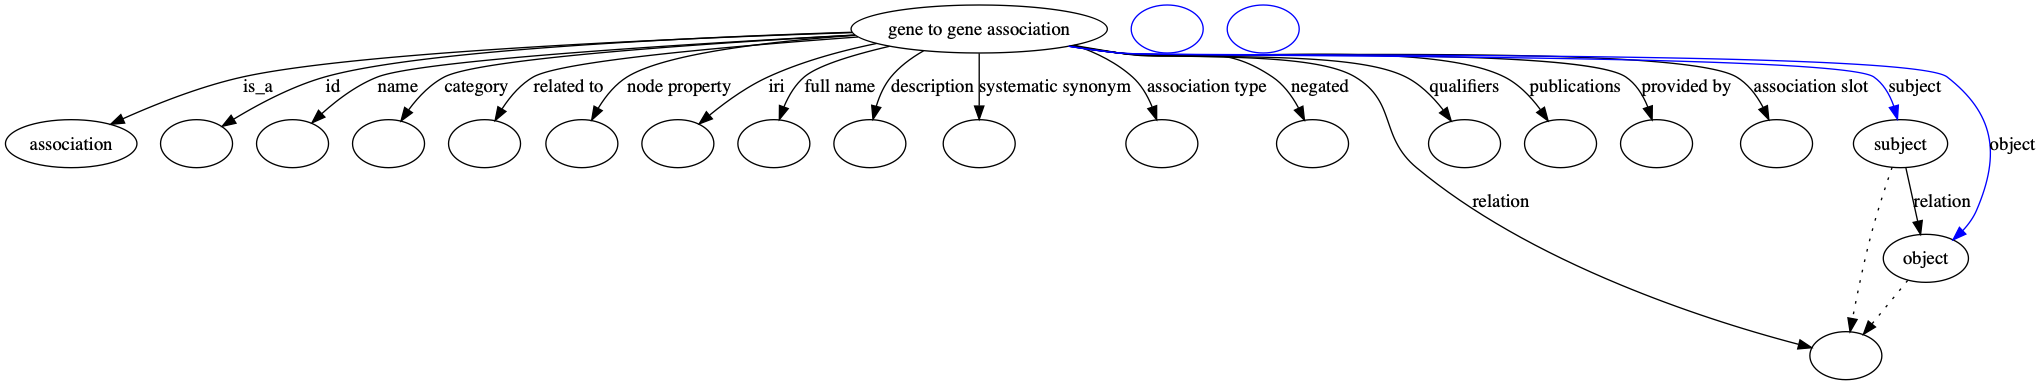 gene to gene association
is_a
id
name
category
related to
node property
iri
full name
description
systematic synonym
association type
negated
qualifiers
publications
provided by
association slot
subject
association
subject
object
relation
relation
object